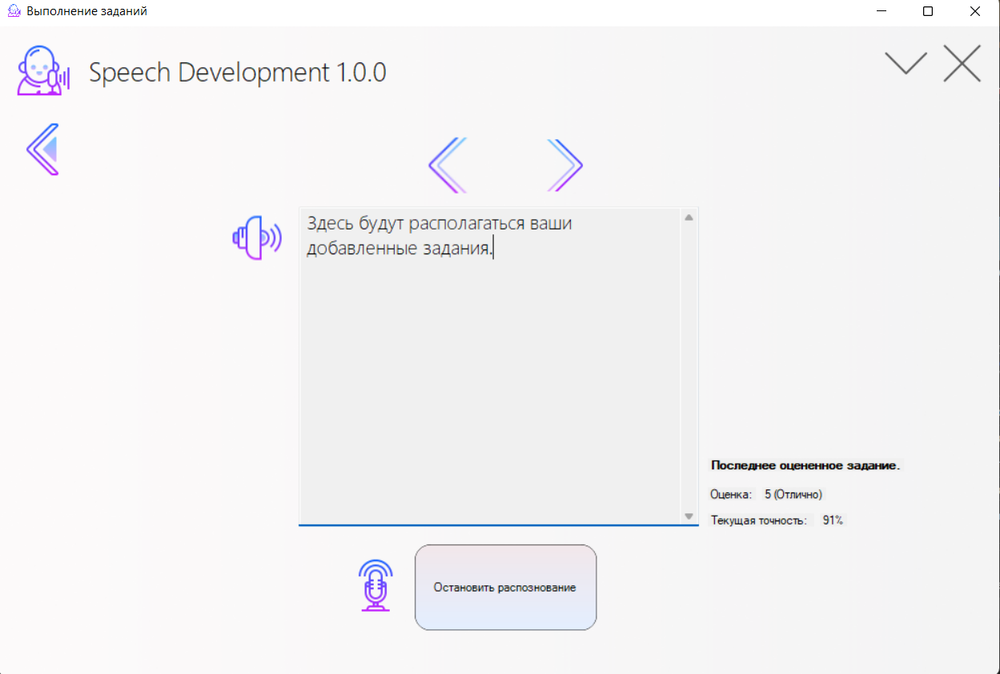 Выполнение заданий
Speech Development 1.0.0
Здесь будут располагаться ваши
добавленные задания.
Последнее оцененное задание.
Оценка: 5 (Отлично)
Текущая точность: 91%
Остановить распознование